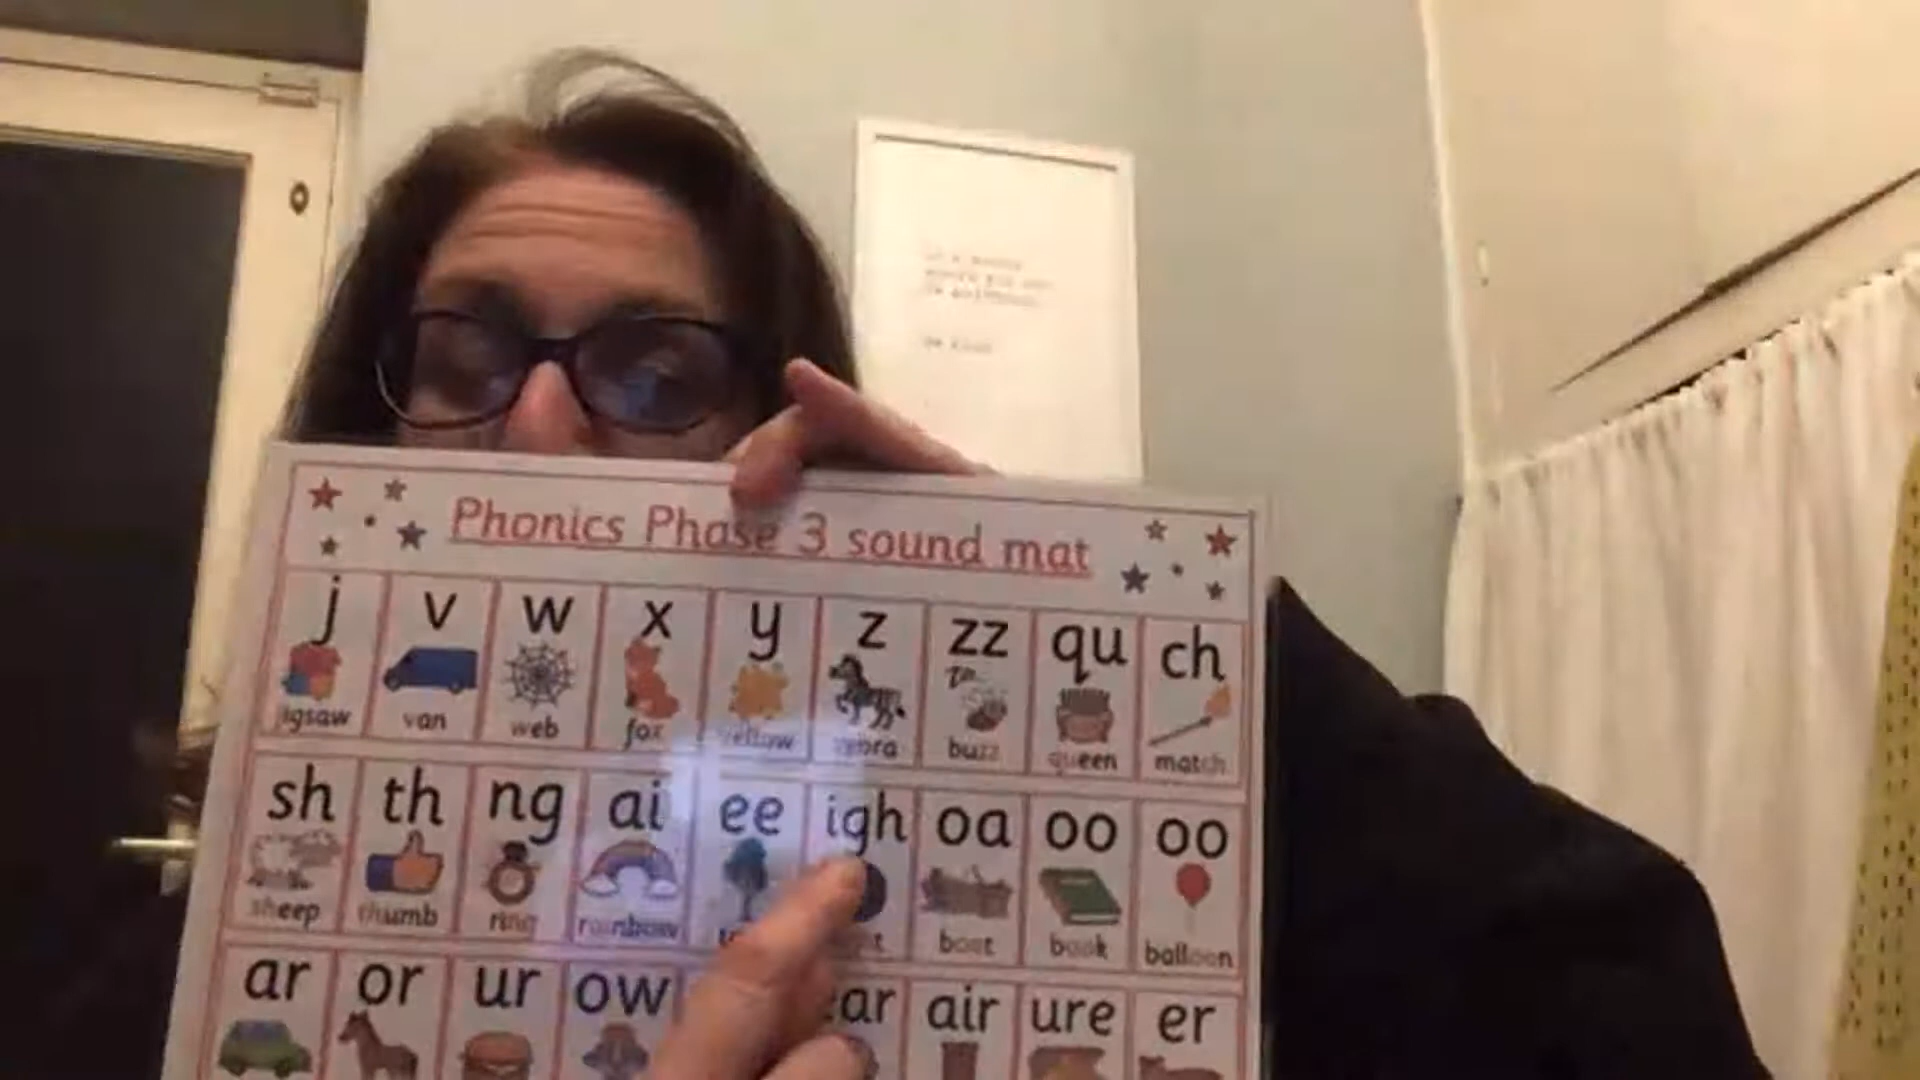 Phonics Phase 3 sound mat
j v w x y z zz qu ch
jigsaw van web fox yellow zebra buzz queen match
sh th ng ai ee igh oa oo oo
sheep thumb ring rainbow boat book balloon
ar or ur ow air ure er